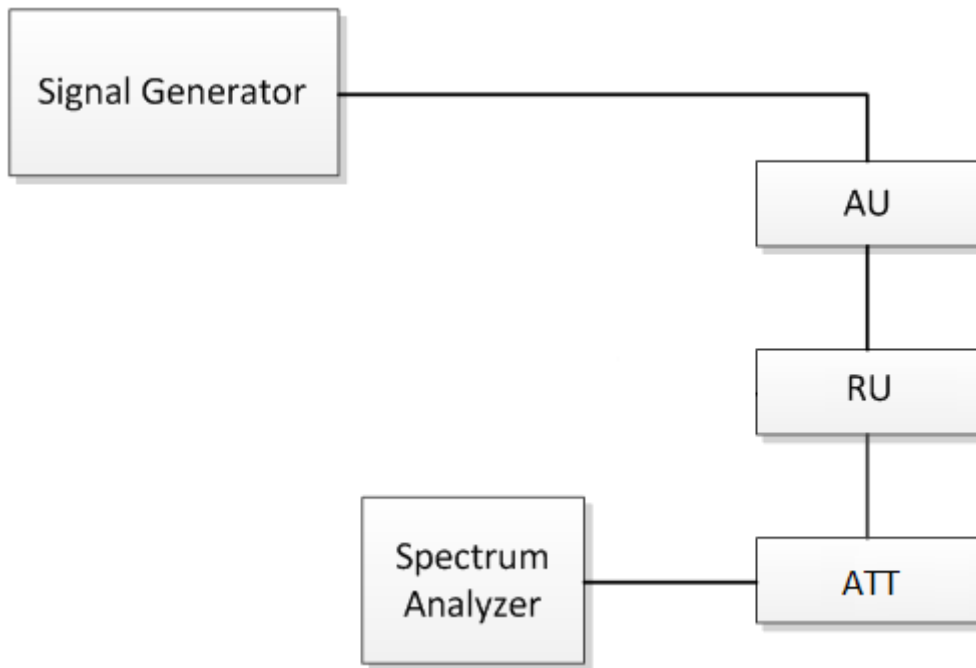 Signal Generator
AU
RU
Spectrum
Analyzer
ATT